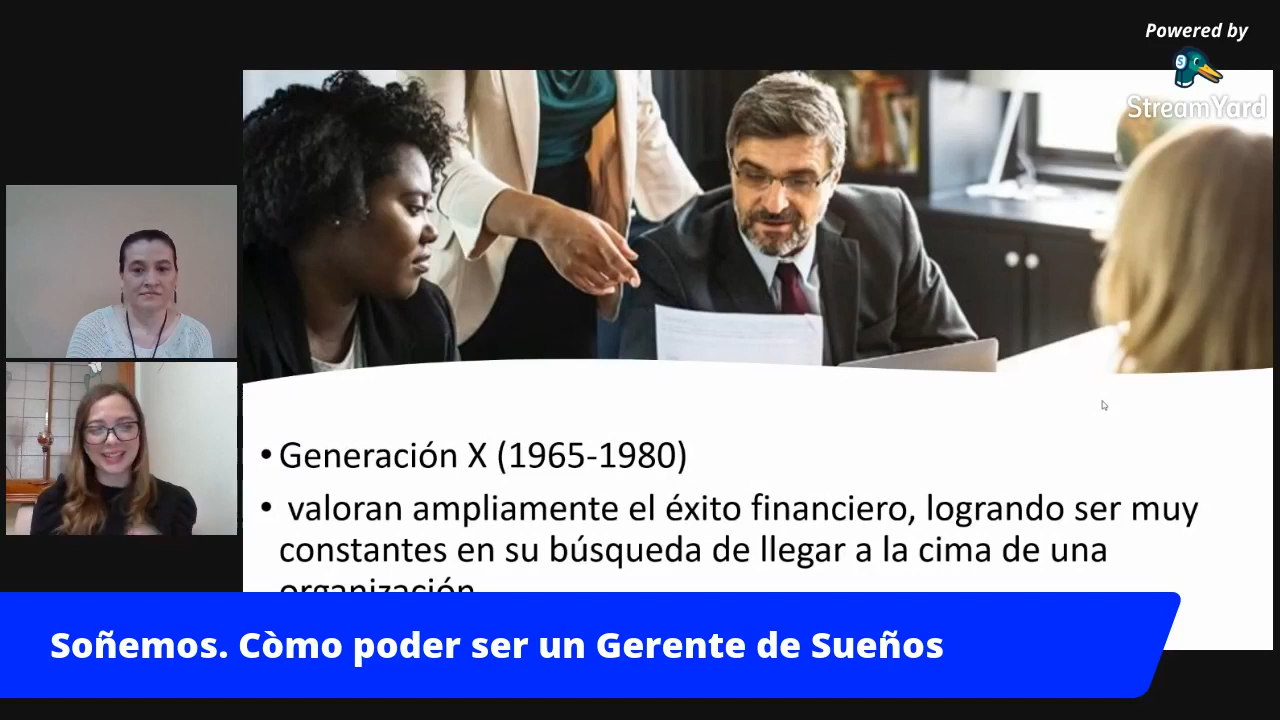 Powered by
StreamYard
• Generación X (1965-1980)
• valoran ampliamente el éxito financiero, logrando ser muy
constantes en su búsqueda de llegar a la cima de una
organización
Soñemos. Còmo poder ser un Gerente de Sueños